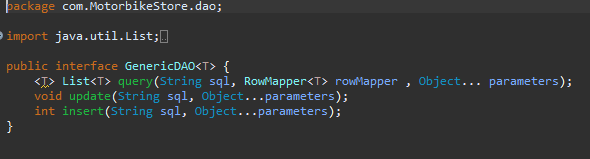 package com.MotorbikeStore.dao;
import java.util.List;
public interface GenericDAO<T> {
<T> List<T> query(String sql, RowMapper<T> rowMapper , Object... parameters);
void update(String sql, Object...parameters);
int insert(String sql, Object...parameters);
}